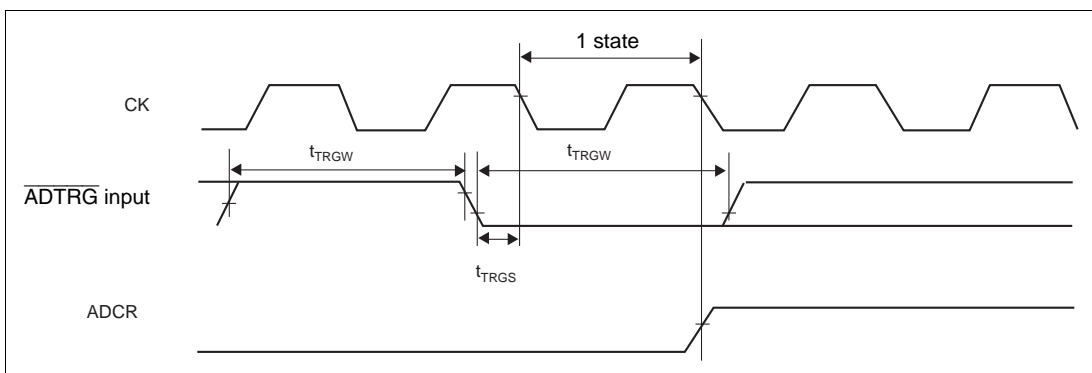 1 state
CK
tTRGW tTRGW
ADTRG input
tTRGS
ADCR